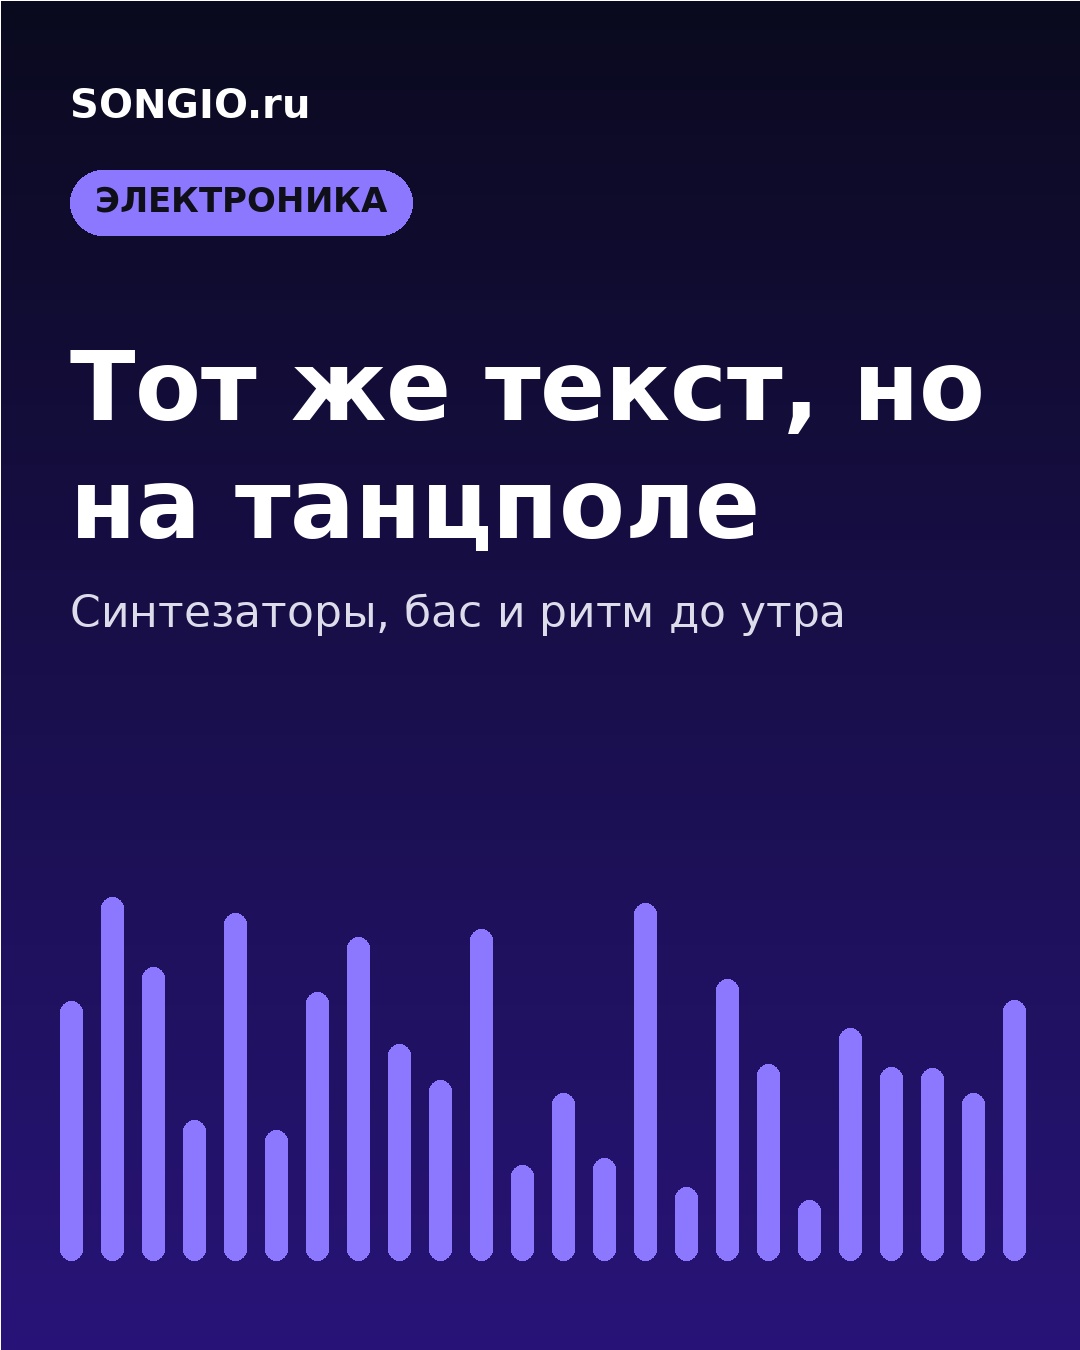 SONGIO.ru
ЭЛЕКТРОНИКА
Тот же текст, но
на танцполе
Синтезаторы, бас и ритм до утра